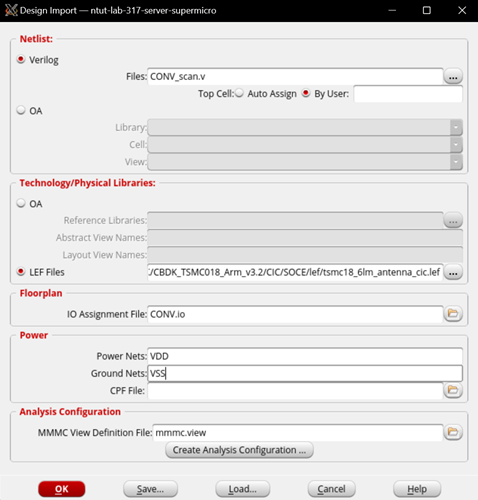 Design Import — ntut-lab-317-server-supermicro
Netlist:
Verilog
Files: CONV_scan.v ...
Top Cell: Auto Assign By User:
OA
Library:
Cell:
View:
Technology/Physical Libraries:
OA
Reference Libraries: ...
Abstract View Names:
Layout View Names:
LEF Files :/CBDK_TSMC018_Arm_v3.2/CIC/SOCE/lef/tsmc18_6lm_antenna_cic.lef ...
Floorplan
IO Assignment File: CONV.io
Power
Power Nets: VDD
Ground Nets: VSS
CPF File:
Analysis Configuration
MMMC View Definition File: mmmc.view
Create Analysis Configuration ...
OK Save... Load... Cancel Help